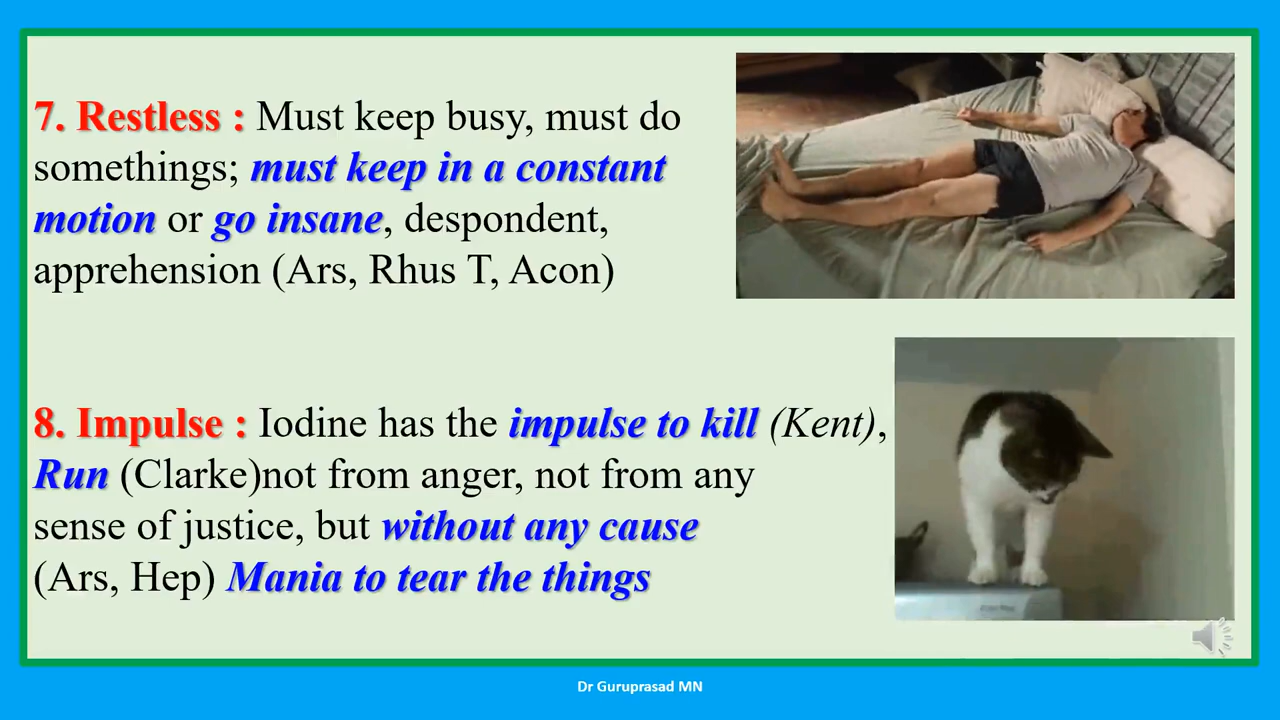 7. Restless : Must keep busy, must do
somethings; must keep in a constant
motion or go insane, despondent,
apprehension (Ars, Rhus T, Acon)
8. Impulse : Iodine has the impulse to kill (Kent),
Run (Clarke)not from anger, not from any
sense of justice, but without any cause
(Ars, Hep) Mania to tear the things
Dr Guruprasad MN